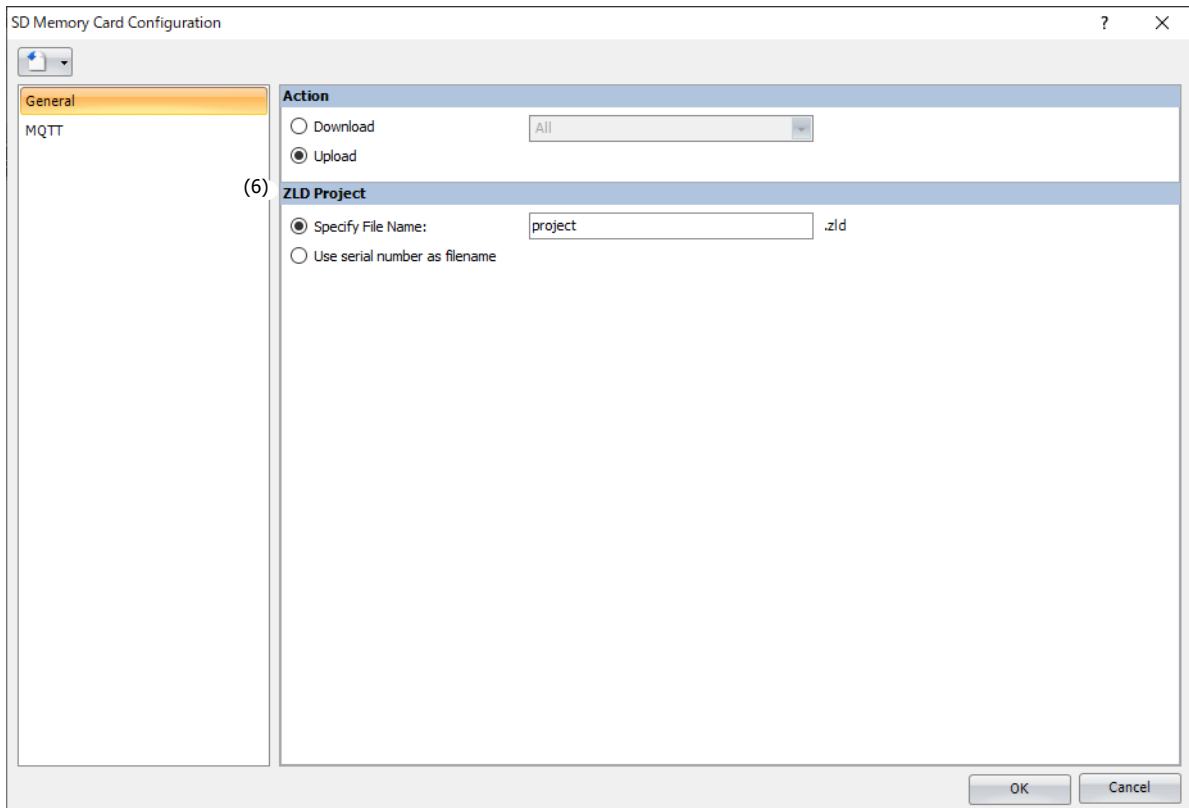 SD Memory Card Configuration
?
General
MQTT
Action
Download
All
Upload
(6)
ZLD Project
Specify File Name:
project
.zld
Use serial number as filename
OK
Cancel